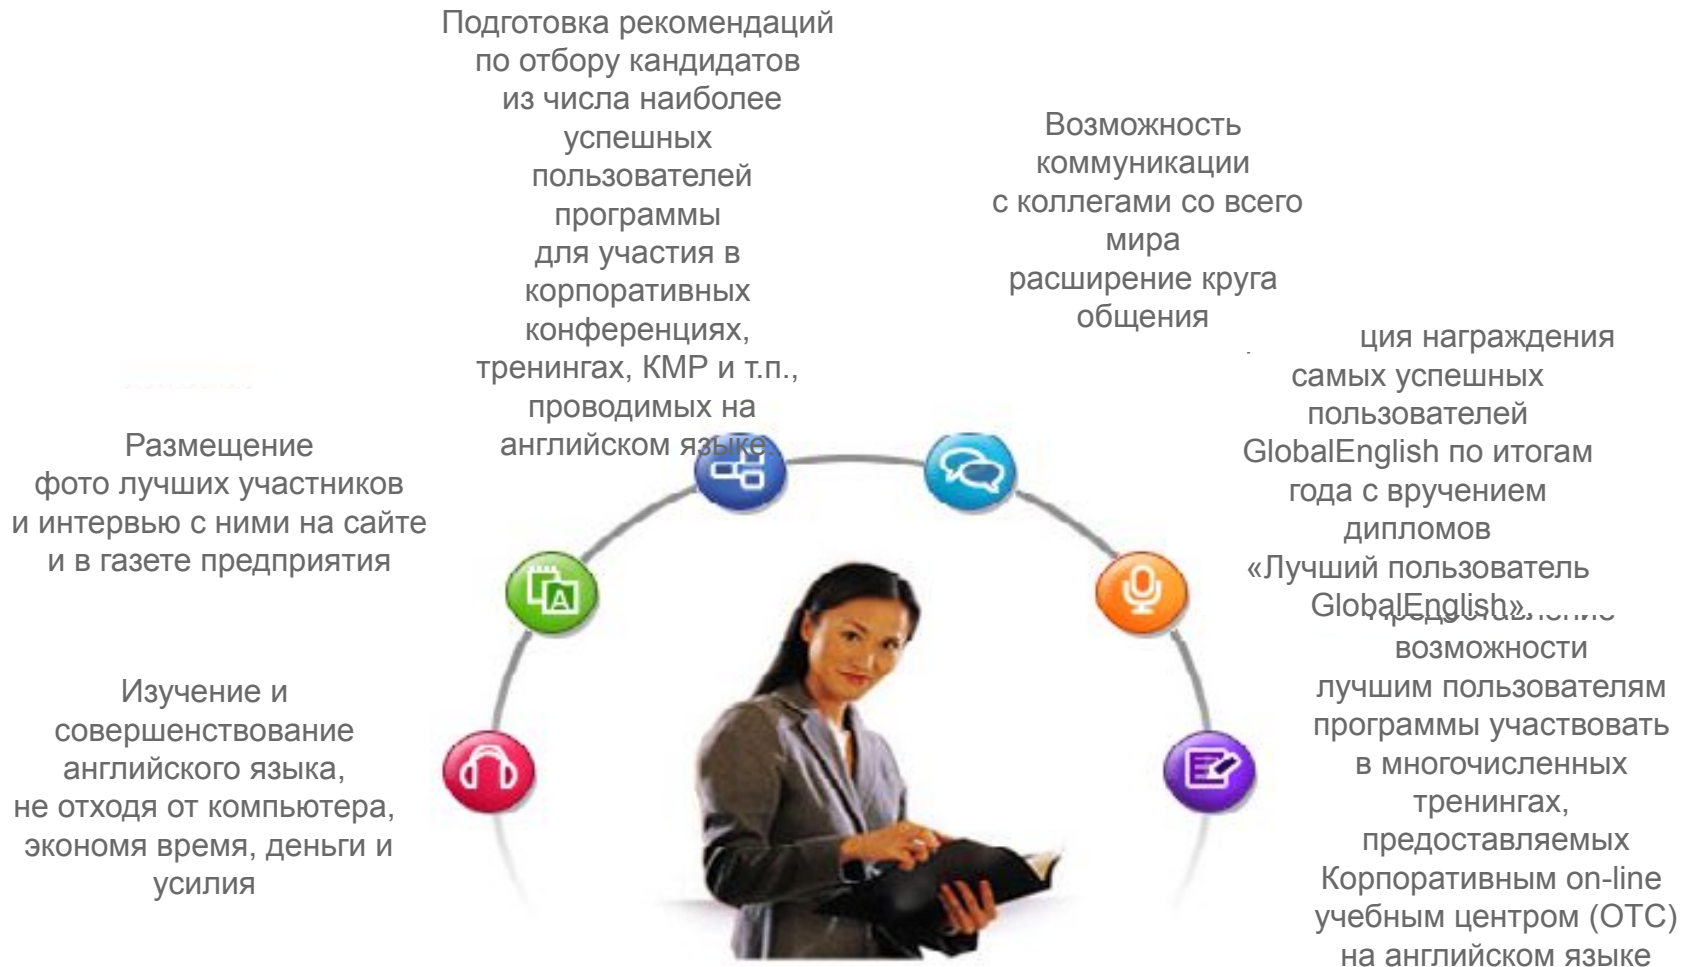 Подготовка рекомендаций
по отбору кандидатов
из числа наиболее
успешных
пользователей
программы
для участия в
корпоративных
конференциях,
тренингах, КМР и т.п.,
проводимых на
английском языке.
Возможность
коммуникации
с коллегами со всего
мира
расширение круга
общения
ция награждения
самых успешных
пользователей
GlobalEnglish по итогам
года с вручением
дипломов
«Лучший пользователь
GlobalEnglish».
возможности
лучшим пользователям
программы участвовать
в многочисленных
тренингах,
предоставляемых
Корпоративным on-line
учебным центром (ОТС)
на английском языке
Размещение
фото лучших участников
и интервью с ними на сайте
и в газете предприятия
Изучение и
совершенствование
английского языка,
не отходя от компьютера,
экономя время, деньги и
усилия
A